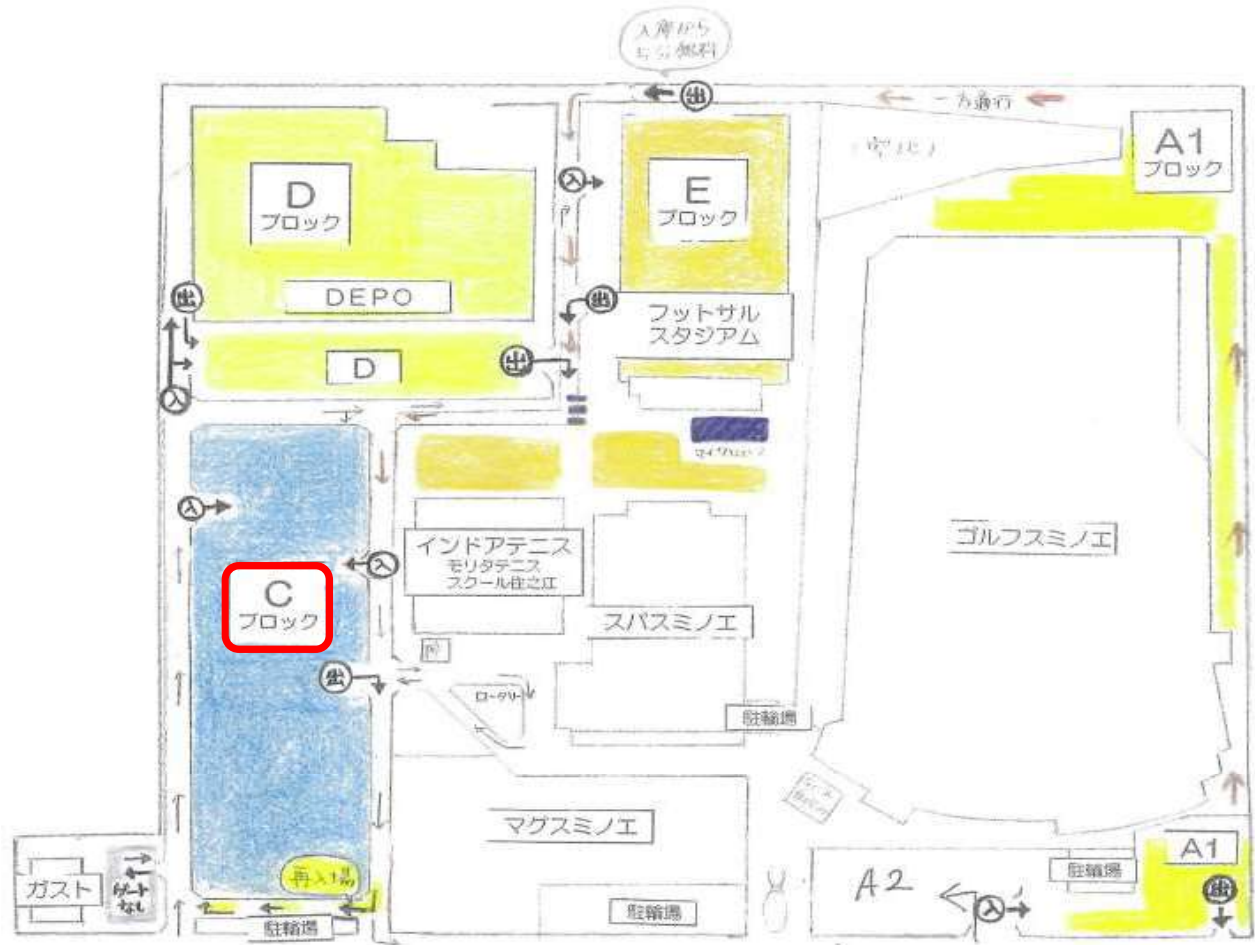 入庫から
5分無料
出
一方通行
A1
ブロック
D
ブロック
入
E
ブロック
出
DEPO
出
フットサル
スタジアム
D
出
入
入
インドアテニス
モリタテニス
スクール住之江
入
ゴルフスミノエ
C
ブロック
スパスミノエ
出
ロータリー
駐輪場
マグスミノエ
A1
ガスト
ゲート
なし
再入場
A2
駐輪場
出
入
駐輪場
駐輪場